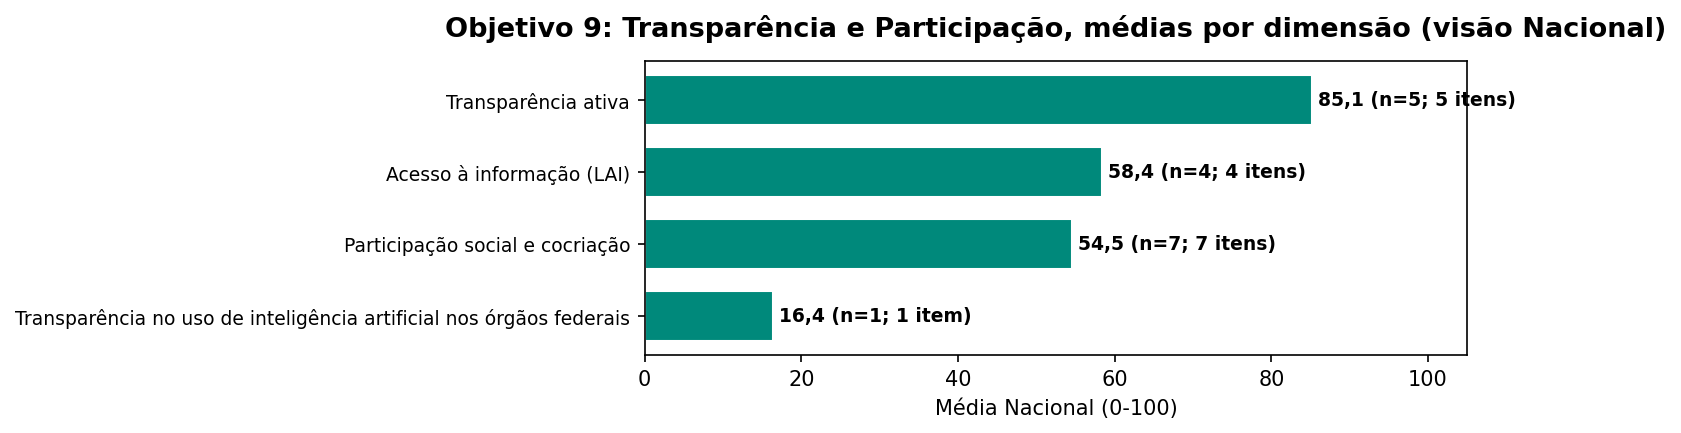 Objetivo 9: Transparência e Participação, médias por dimensão (visão Nacional)
Transparência ativa
85,1 (n=5; 5 itens)
Acesso à informação (LAI)
58,4 (n=4; 4 itens)
Participação social e cocriação
54,5 (n=7; 7 itens)
Transparência no uso de inteligência artificial nos órgãos federais
16,4 (n=1; 1 item)
0 20 40 60 80 100
Média Nacional (0-100)